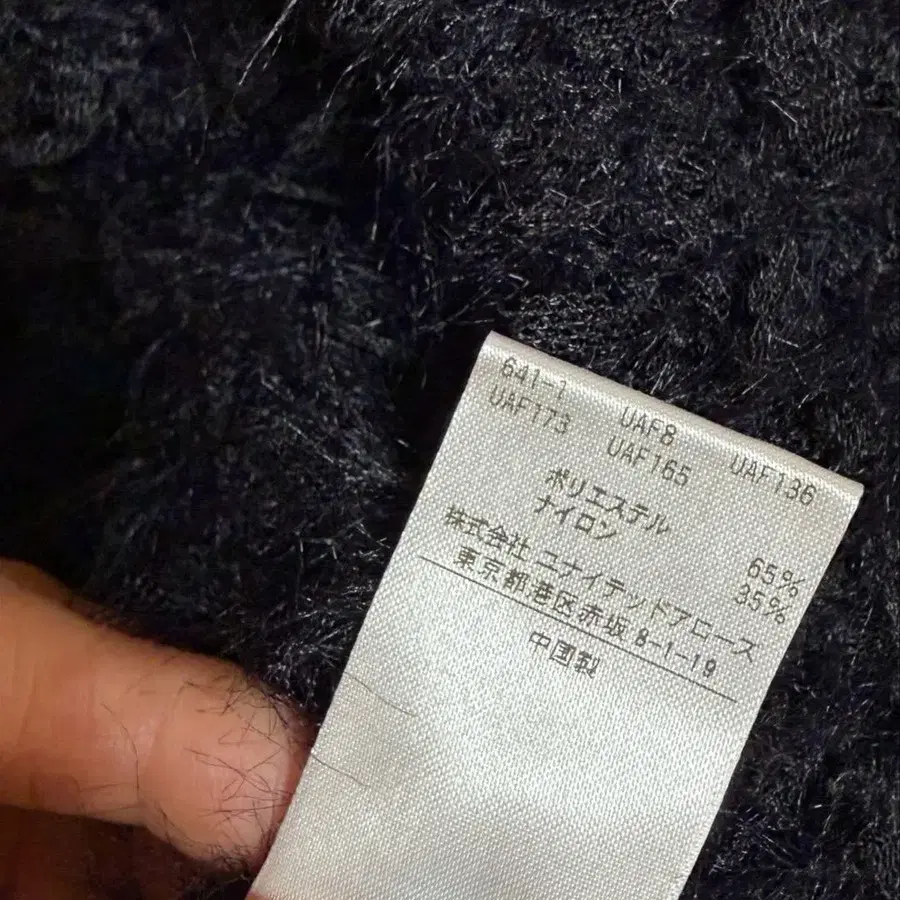 641-1 UAF8 UAF136
UAF173 UAF165
ポリエステル 65%
ナイロン 35%
株式会社 ユナイテッドアローズ
東京都港区赤坂 8-1-19
中国製